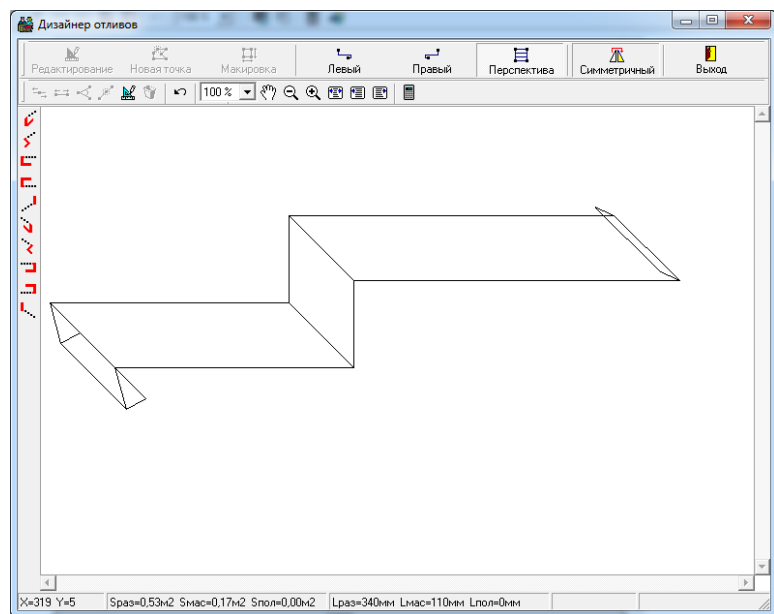 Дизайнер отливов
Редактирование Новая точка Макировка Левый Правый Перспектива Симметричный Выход
100 %
X=319 Y=5 Sраз=0,53м2 Sмас=0,17м2 Sпол=0,00м2 Lраз=340мм Lмас=110мм Lпол=0мм